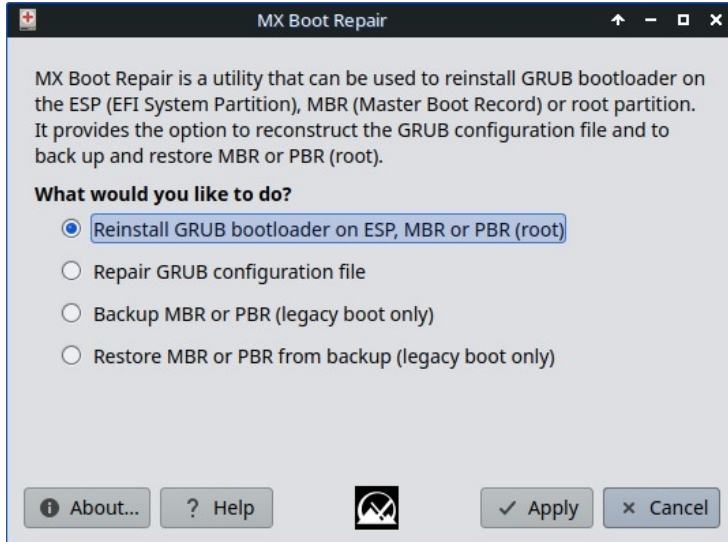 MX Boot Repair
MX Boot Repair is a utility that can be used to reinstall GRUB bootloader on
the ESP (EFI System Partition), MBR (Master Boot Record) or root partition.
It provides the option to reconstruct the GRUB configuration file and to
back up and restore MBR or PBR (root).
What would you like to do?
Reinstall GRUB bootloader on ESP, MBR or PBR (root)
Repair GRUB configuration file
Backup MBR or PBR (legacy boot only)
Restore MBR or PBR from backup (legacy boot only)
About... ? Help Apply Cancel